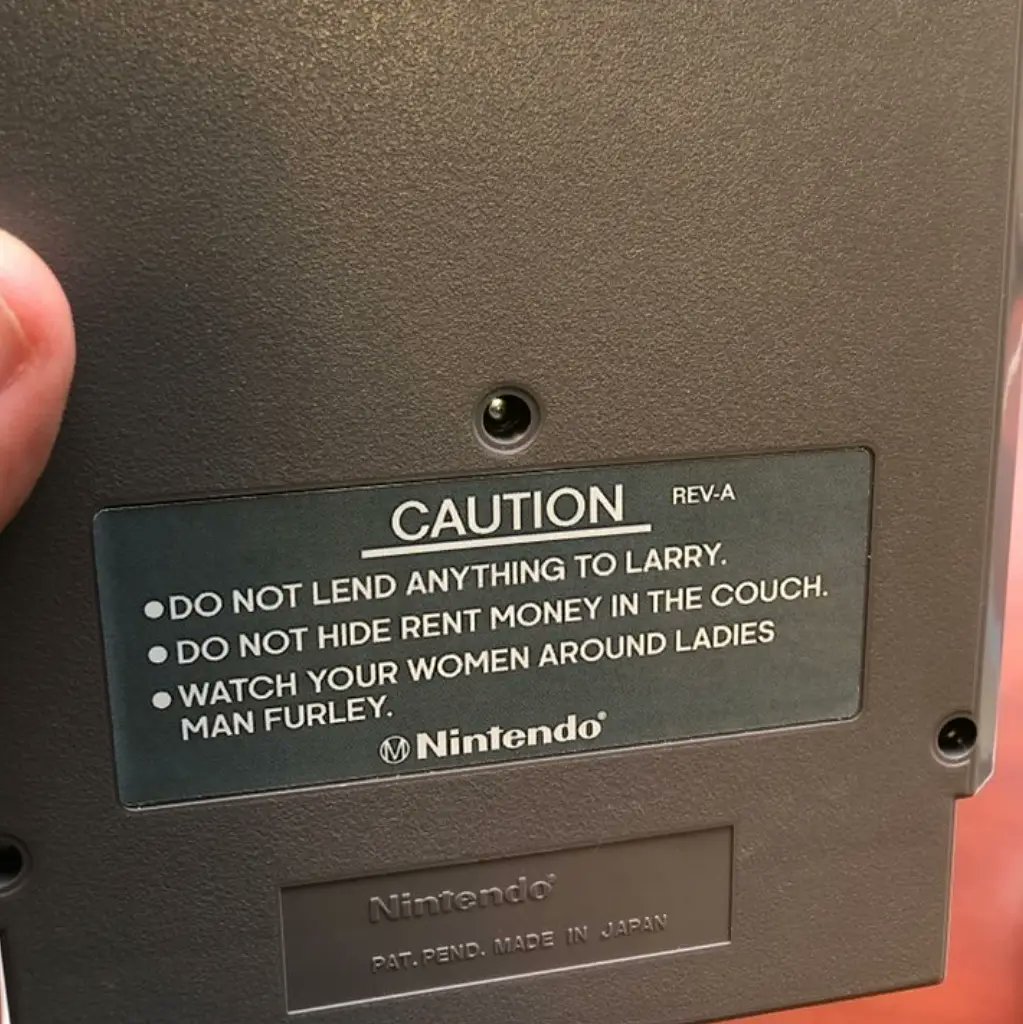 CAUTION REV-A
●DO NOT LEND ANYTHING TO LARRY.
●DO NOT HIDE RENT MONEY IN THE COUCH.
●WATCH YOUR WOMEN AROUND LADIES
MAN FURLEY.
Ⓜ Nintendo®
Nintendo®
PAT. PEND. MADE IN JAPAN